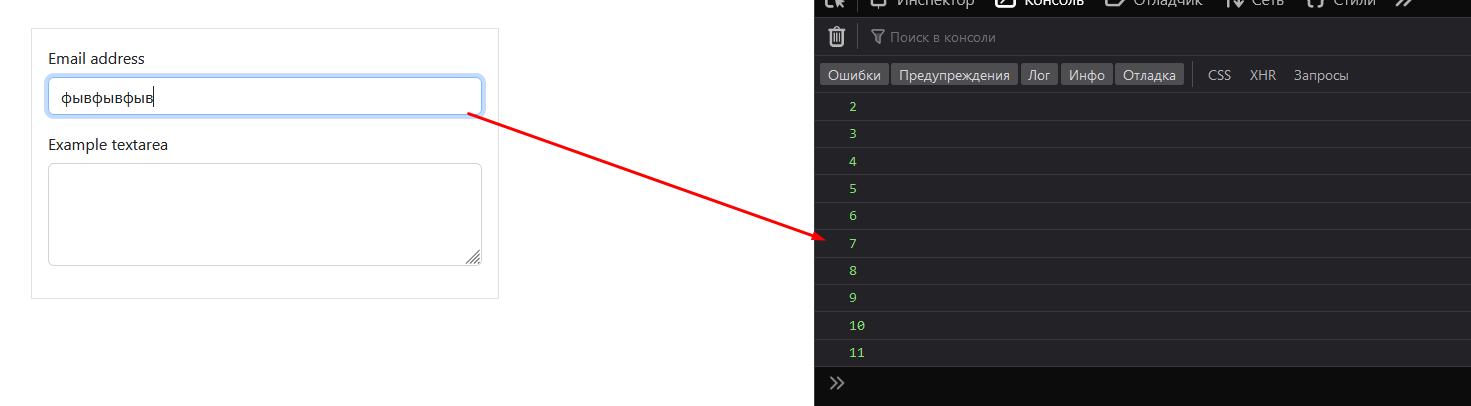 Инспектор Консоль Отладчик Сеть Стили
Поиск в консоли
Ошибки Предупреждения Лог Инфо Отладка CSS XHR Запросы
Email address
фывфывфыв
Example textarea
2
3
4
5
6
7
8
9
10
11